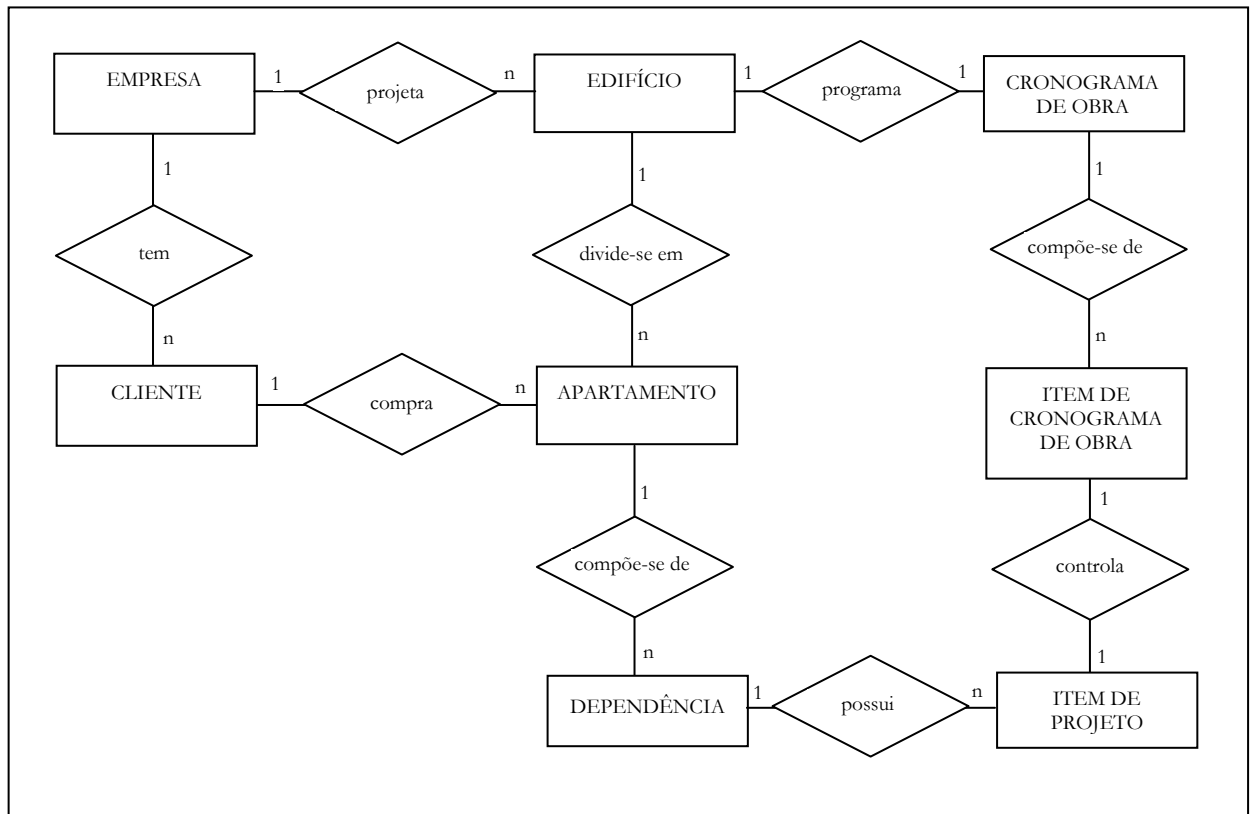 EMPRESA
1
projeta
n
EDIFÍCIO
1
programa
1
CRONOGRAMA
DE OBRA
1
tem
n
1
divide-se em
n
1
compõe-se de
n
CLIENTE
1
compra
n
APARTAMENTO
ITEM DE
CRONOGRAMA
DE OBRA
1
compõe-se de
n
1
controla
1
DEPENDÊNCIA
1
possui
n
ITEM DE
PROJETO